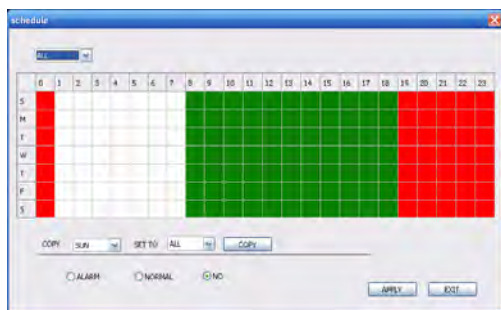 schedule
ALL
0 1 2 3 4 5 6 7 8 9 10 11 12 13 14 15 16 17 18 19 20 21 22 23
S
M
T
W
T
F
S
COPY SUN SET TO ALL COPY
ALARM NORMAL NO
APPLY EXIT